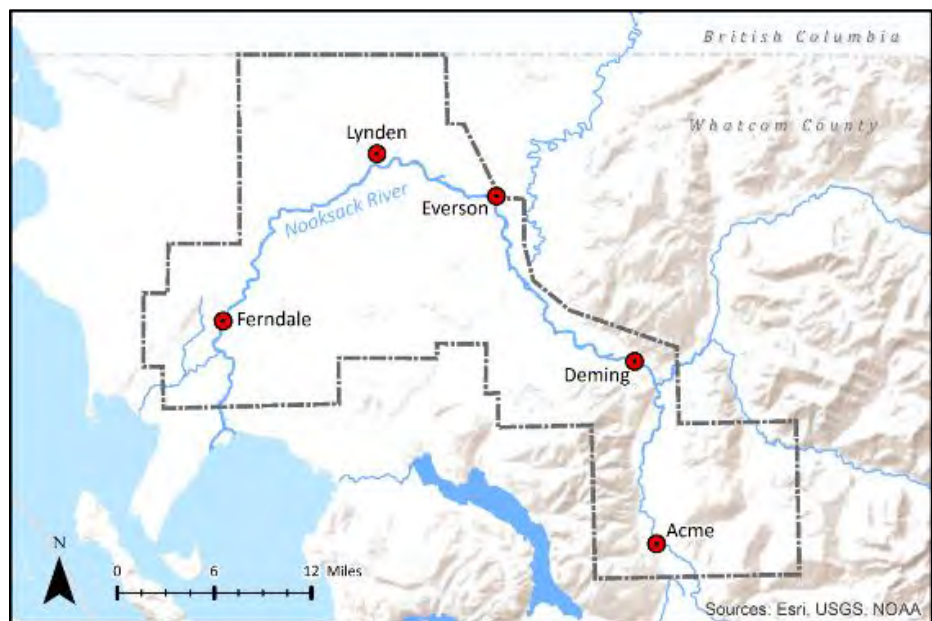 British Columbia
Whatcom County
Lynden
Nooksack River
Everson
Ferndale
Deming
Acme
N
0 6 12 Miles
Sources: Esri, USGS, NOAA